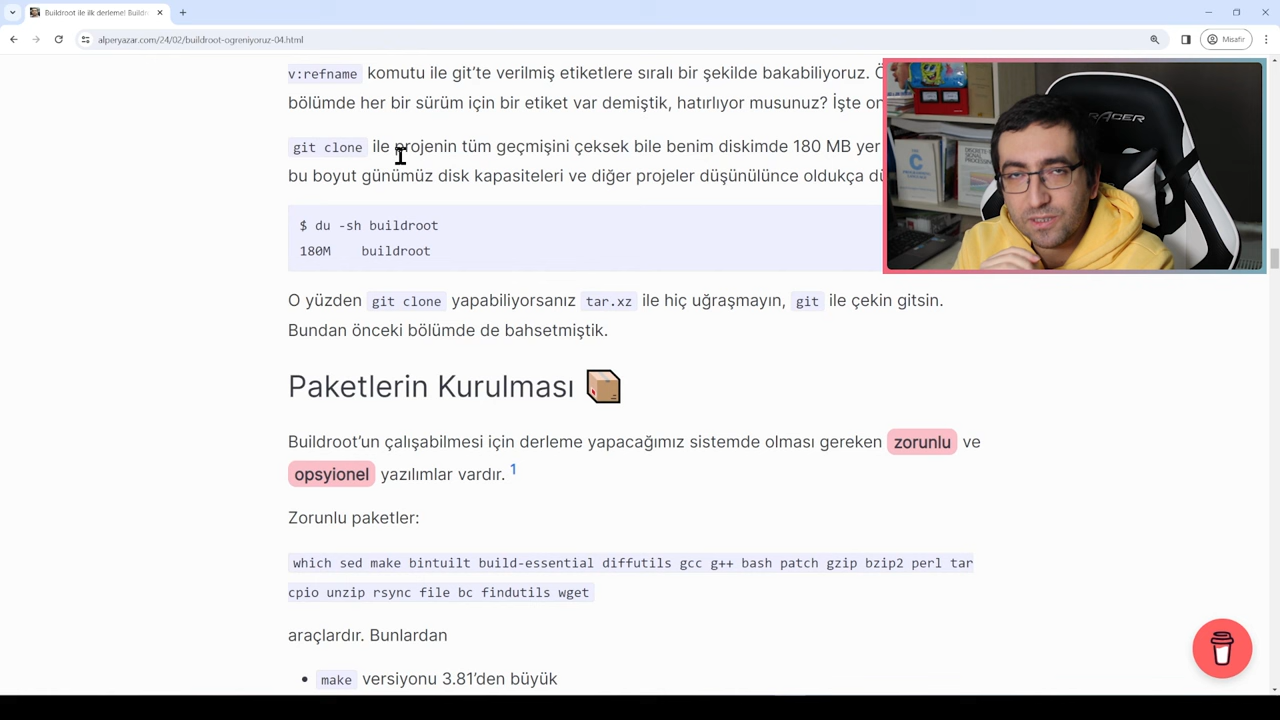 Buildroot ile ilk derleme! Buildr
alperyazar.com/24/02/buildroot-ogreniyoruz-04.html
Misafir
v:refname komutu ile git'te verilmiş etiketlere sıralı bir şekilde bakabiliyoruz.
bölümde her bir sürüm için bir etiket var demiştik, hatırlıyor musunuz? İşte
git clone ile projenin tüm geçmişini çeksek bile benim diskimde 180 MB yer
bu boyut günümüz disk kapasiteleri ve diğer projeler düşünülünce oldukça
$ du -sh buildroot
180M buildroot
O yüzden git clone yapabiliyorsanız tar.xz ile hiç uğraşmayın, git ile çekin gitsin.
Bundan önceki bölümde de bahsetmiştik.
Paketlerin Kurulması
Buildroot'un çalışabilmesi için derleme yapacağımız sistemde olması gereken zorunlu ve
opsyionel yazılımlar vardır. 1
Zorunlu paketler:
which sed make bintuilt build-essential diffutils gcc g++ bash patch gzip bzip2 perl tar
cpio unzip rsync file bc findutils wget
araçlardır. Bunlardan
• make versiyonu 3.81'den büyük